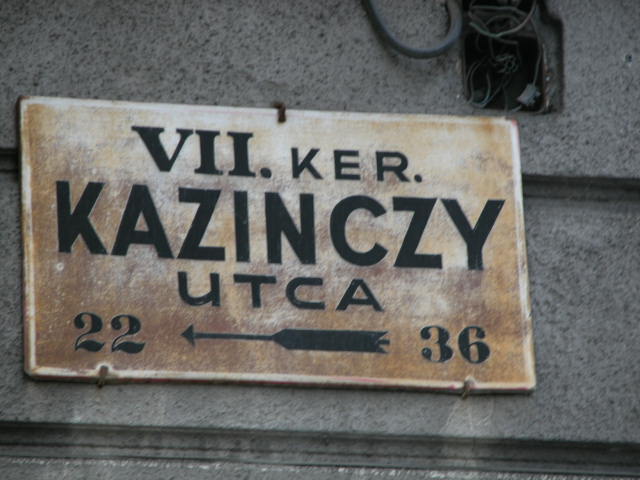 VII. KER.
KAZINCZY
UTCA
22 36